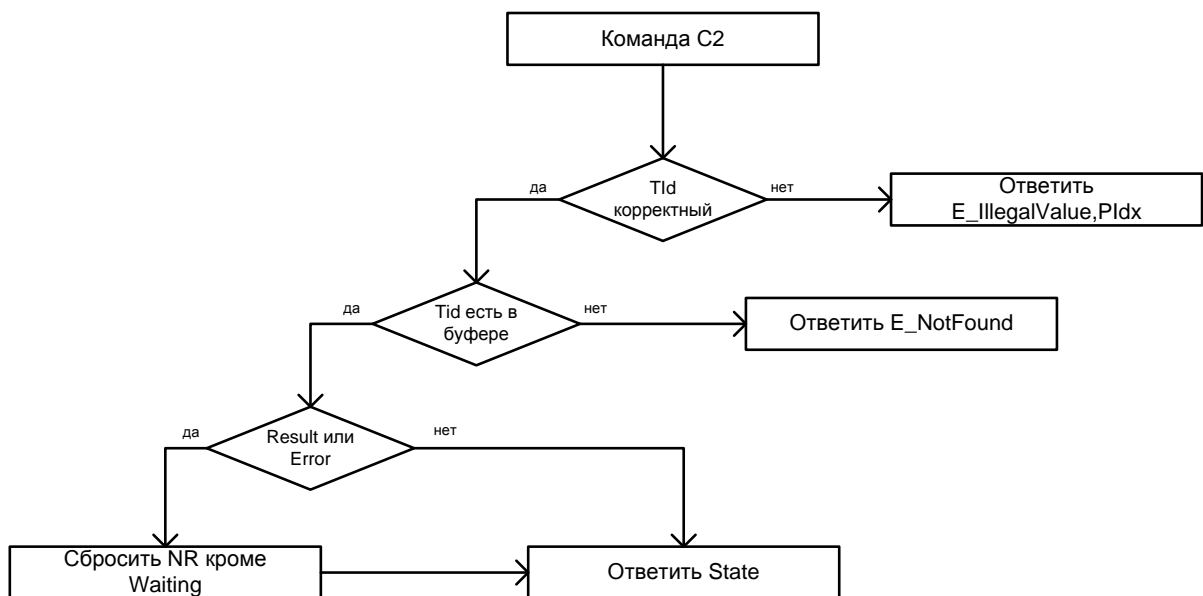 Команда C2
да
TId
корректный
нет
Ответить
E_IllegalValue,PIdx
да
Tid есть в
буфере
нет
Ответить E_NotFound
да
Result или
Error
нет
Сбросить NR кроме
Waiting
Ответить State